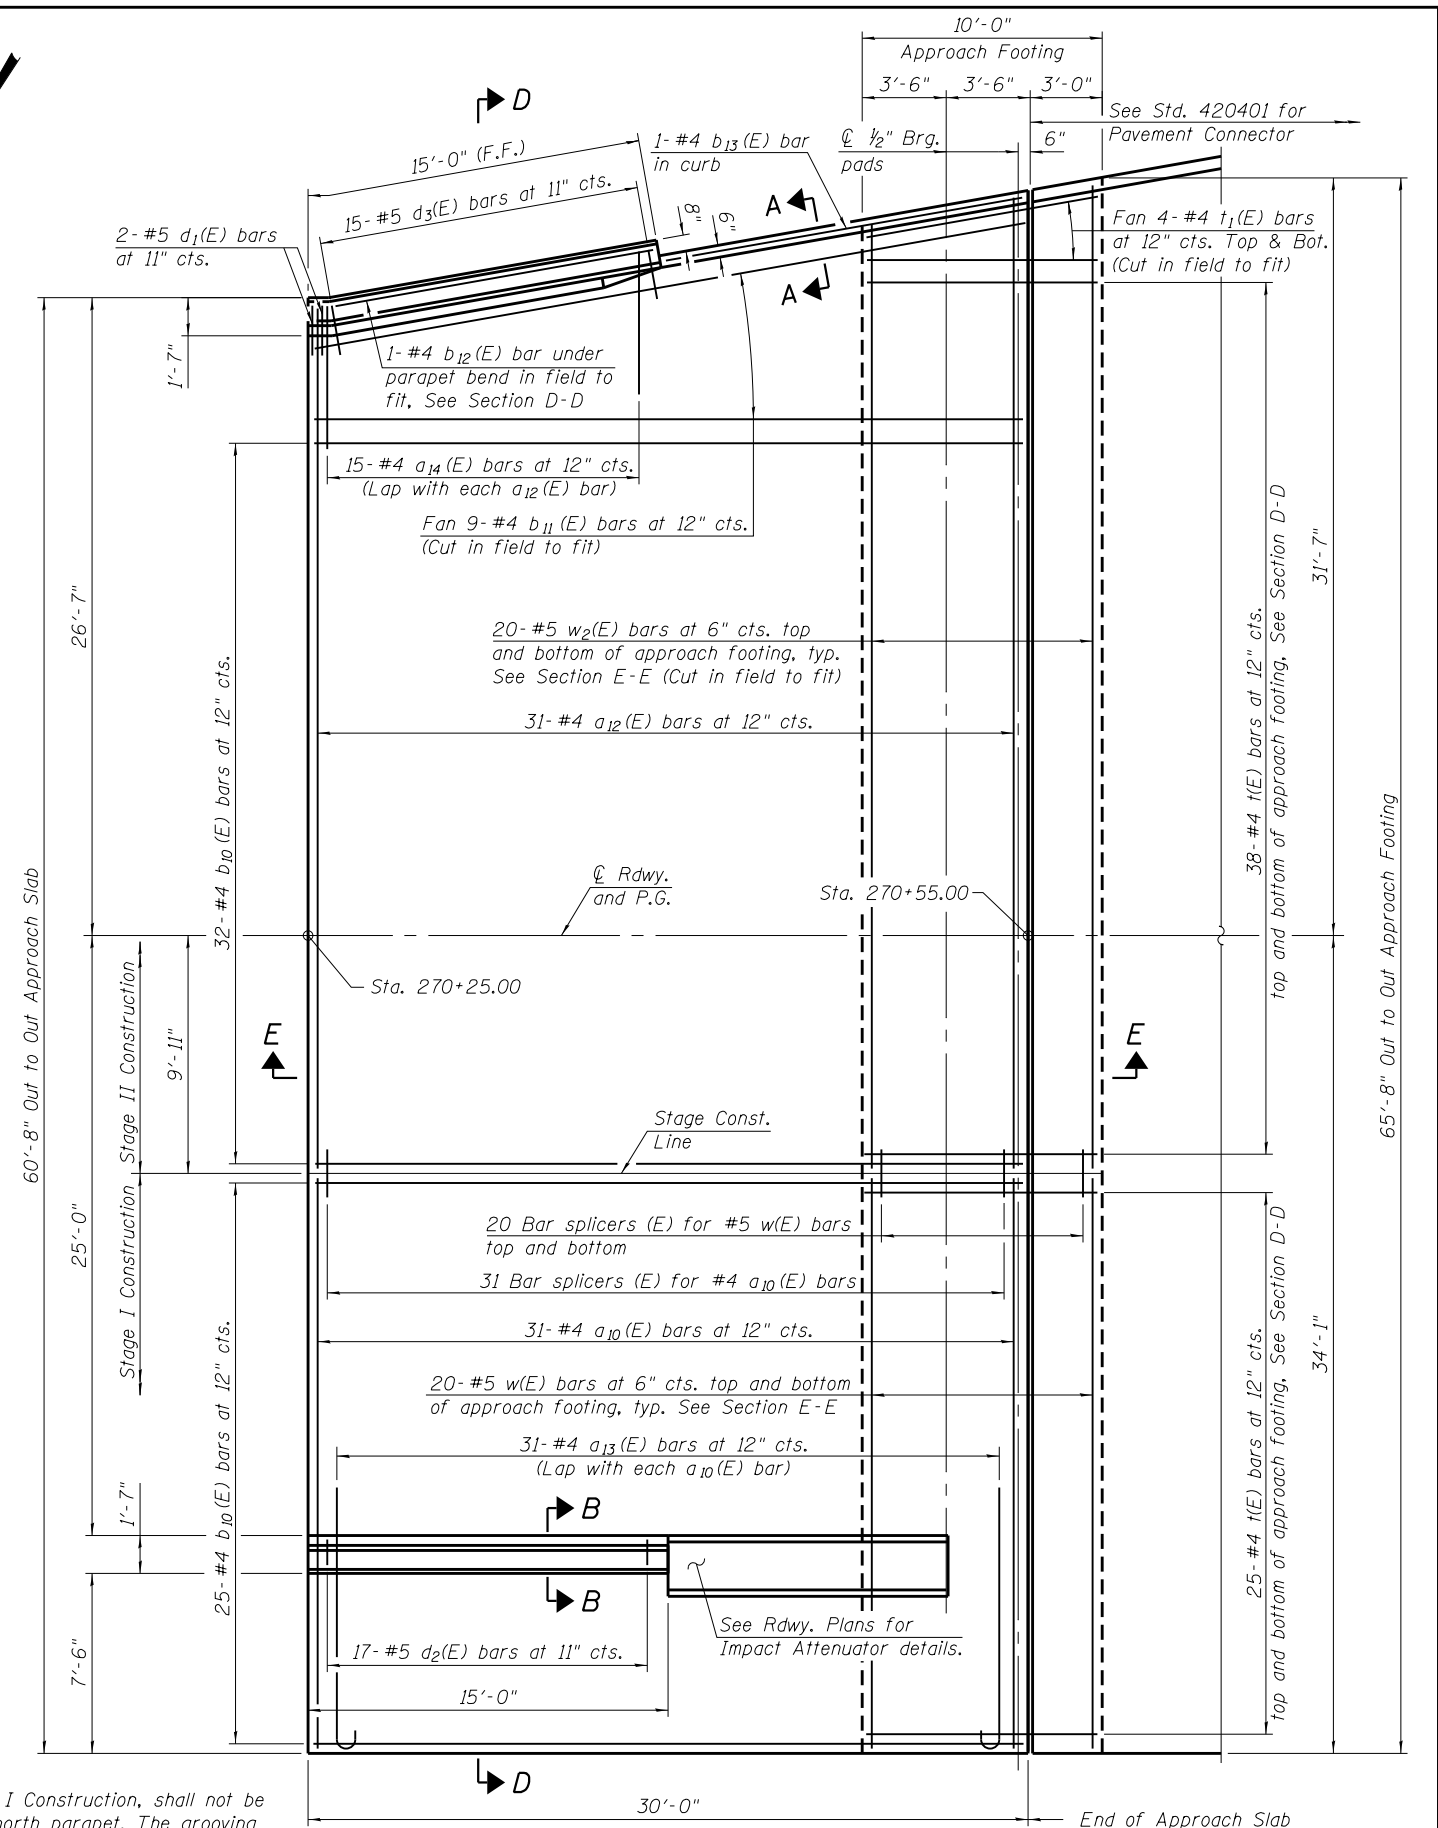 10'-0"
Approach Footing
3'-6"
3'-6"
3'-0"
D
See Std. 420401 for
Pavement Connector
15'-0" (F.F.)
1-#4 b13(E) bar
in curb
℄ ½" Brg.
pads
6"
15-#5 d3(E) bars at 11" cts.
2-#5 d1(E) bars
at 11" cts.
8"
6"
A
A
Fan 4-#4 t1(E) bars
at 12" cts. Top & Bot.
(Cut in field to fit)
1'-7"
1-#4 b12(E) bar under
parapet bend in field to
fit, See Section D-D
15-#4 a14(E) bars at 12" cts.
(Lap with each a12(E) bar)
Fan 9-#4 b11(E) bars at 12" cts.
(Cut in field to fit)
26'-7"
31'-7"
20-#5 w2(E) bars at 6" cts. top
and bottom of approach footing, typ.
See Section E-E (Cut in field to fit)
31-#4 a12(E) bars at 12" cts.
32-#4 b10(E) bars at 12" cts.
38-#4 t(E) bars at 12" cts.
top and bottom of approach footing, See Section D-D
60'-8" Out to Out Approach Slab
65'-8" Out to Out Approach Footing
℄ Rdwy.
and P.G.
Sta. 270+55.00
Sta. 270+25.00
Stage II Construction
9'-11"
E
E
Stage Const.
Line
Stage I Construction
25'-0"
20 Bar splicers (E) for #5 w(E) bars
top and bottom
31 Bar splicers (E) for #4 a10(E) bars
31-#4 a10(E) bars at 12" cts.
20-#5 w(E) bars at 6" cts. top and bottom
of approach footing, typ. See Section E-E
31-#4 a13(E) bars at 12" cts.
(Lap with each a10(E) bar)
25-#4 b10(E) bars at 12" cts.
25-#4 t(E) bars at 12" cts.
top and bottom of approach footing, See Section D-D
34'-1"
1'-7"
B
B
See Rdwy. Plans for
Impact Attenuator details.
17-#5 d2(E) bars at 11" cts.
7'-6"
15'-0"
D
30'-0"
End of Approach Slab
I Construction, shall not be
north parapet. The grooving